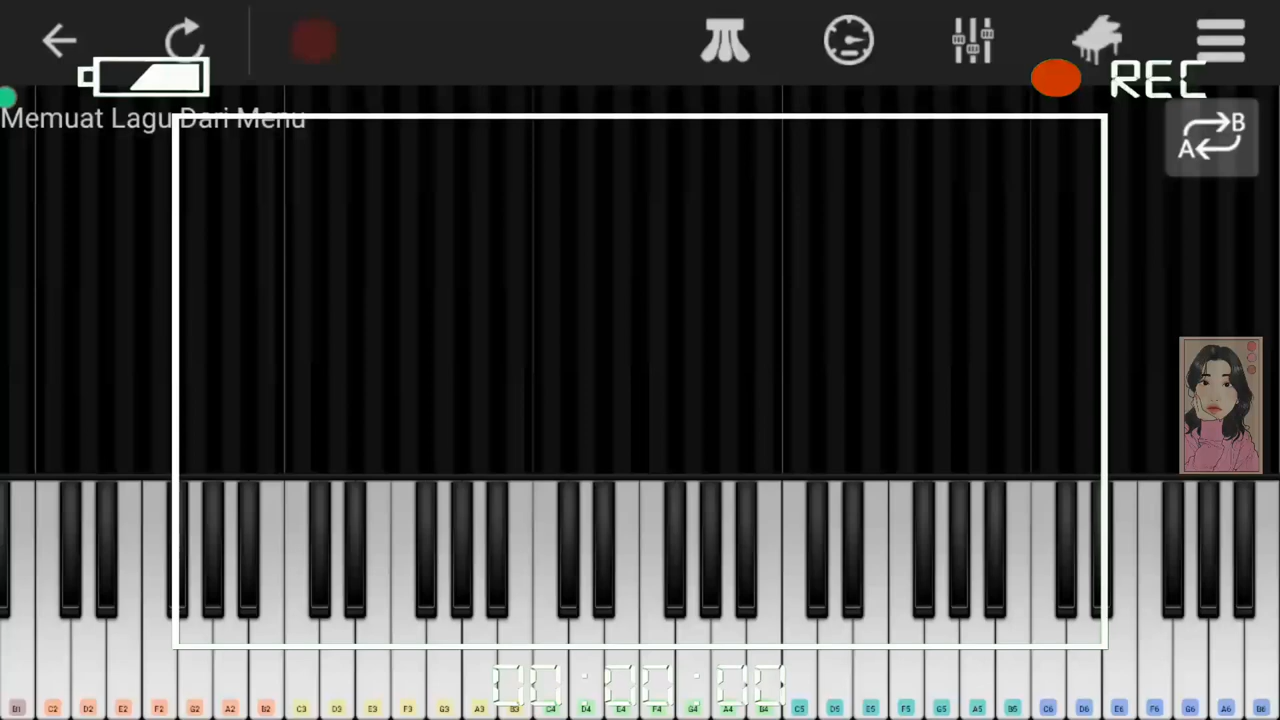 REC
Memuat Lagu Dari Menu
A B
B1 C2 D2 E2 F2 G2 A2 B2 C3 D3 E3 F3 G3 A3 B3 C4 D4 E4 F4 G4 A4 B4 C5 D5 E5 F5 G5 A5 B5 C6 D6 E6 F6 G6 A6 B6
00:00:00